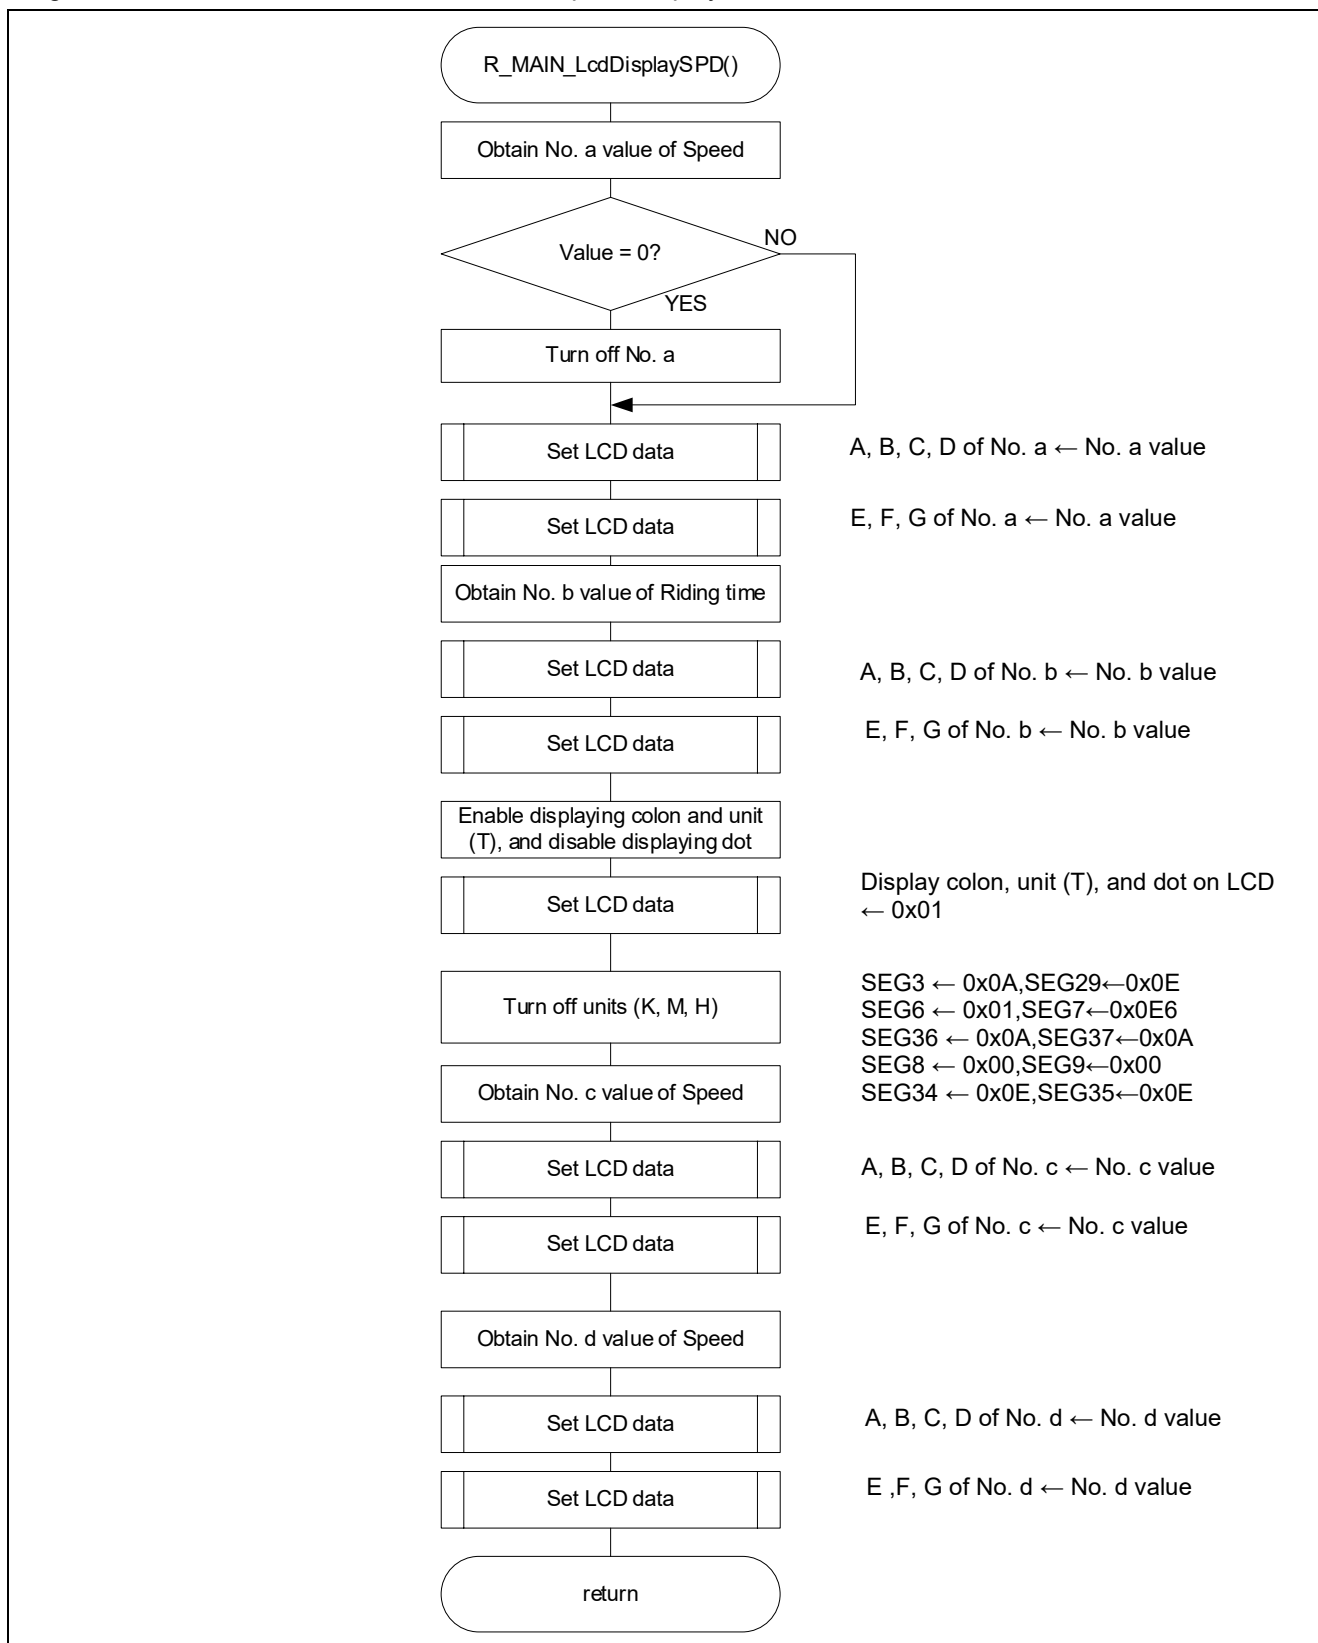 R_MAIN_LcdDisplaySPD()
Obtain No. a value of Speed
Value = 0?
NO
YES
Turn off No. a
Set LCD data
A, B, C, D of No. a ← No. a value
Set LCD data
E, F, G of No. a ← No. a value
Obtain No. b value of Riding time
Set LCD data
A, B, C, D of No. b ← No. b value
Set LCD data
E, F, G of No. b ← No. b value
Enable displaying colon and unit
(T), and disable displaying dot
Set LCD data
Display colon, unit (T), and dot on LCD
← 0x01
Turn off units (K, M, H)
SEG3 ← 0x0A,SEG29←0x0E
SEG6 ← 0x01,SEG7←0x0E6
SEG36 ← 0x0A,SEG37←0x0A
SEG8 ← 0x00,SEG9←0x00
SEG34 ← 0x0E,SEG35←0x0E
Obtain No. c value of Speed
Set LCD data
A, B, C, D of No. c ← No. c value
Set LCD data
E, F, G of No. c ← No. c value
Obtain No. d value of Speed
Set LCD data
A, B, C, D of No. d ← No. d value
Set LCD data
E ,F, G of No. d ← No. d value
return